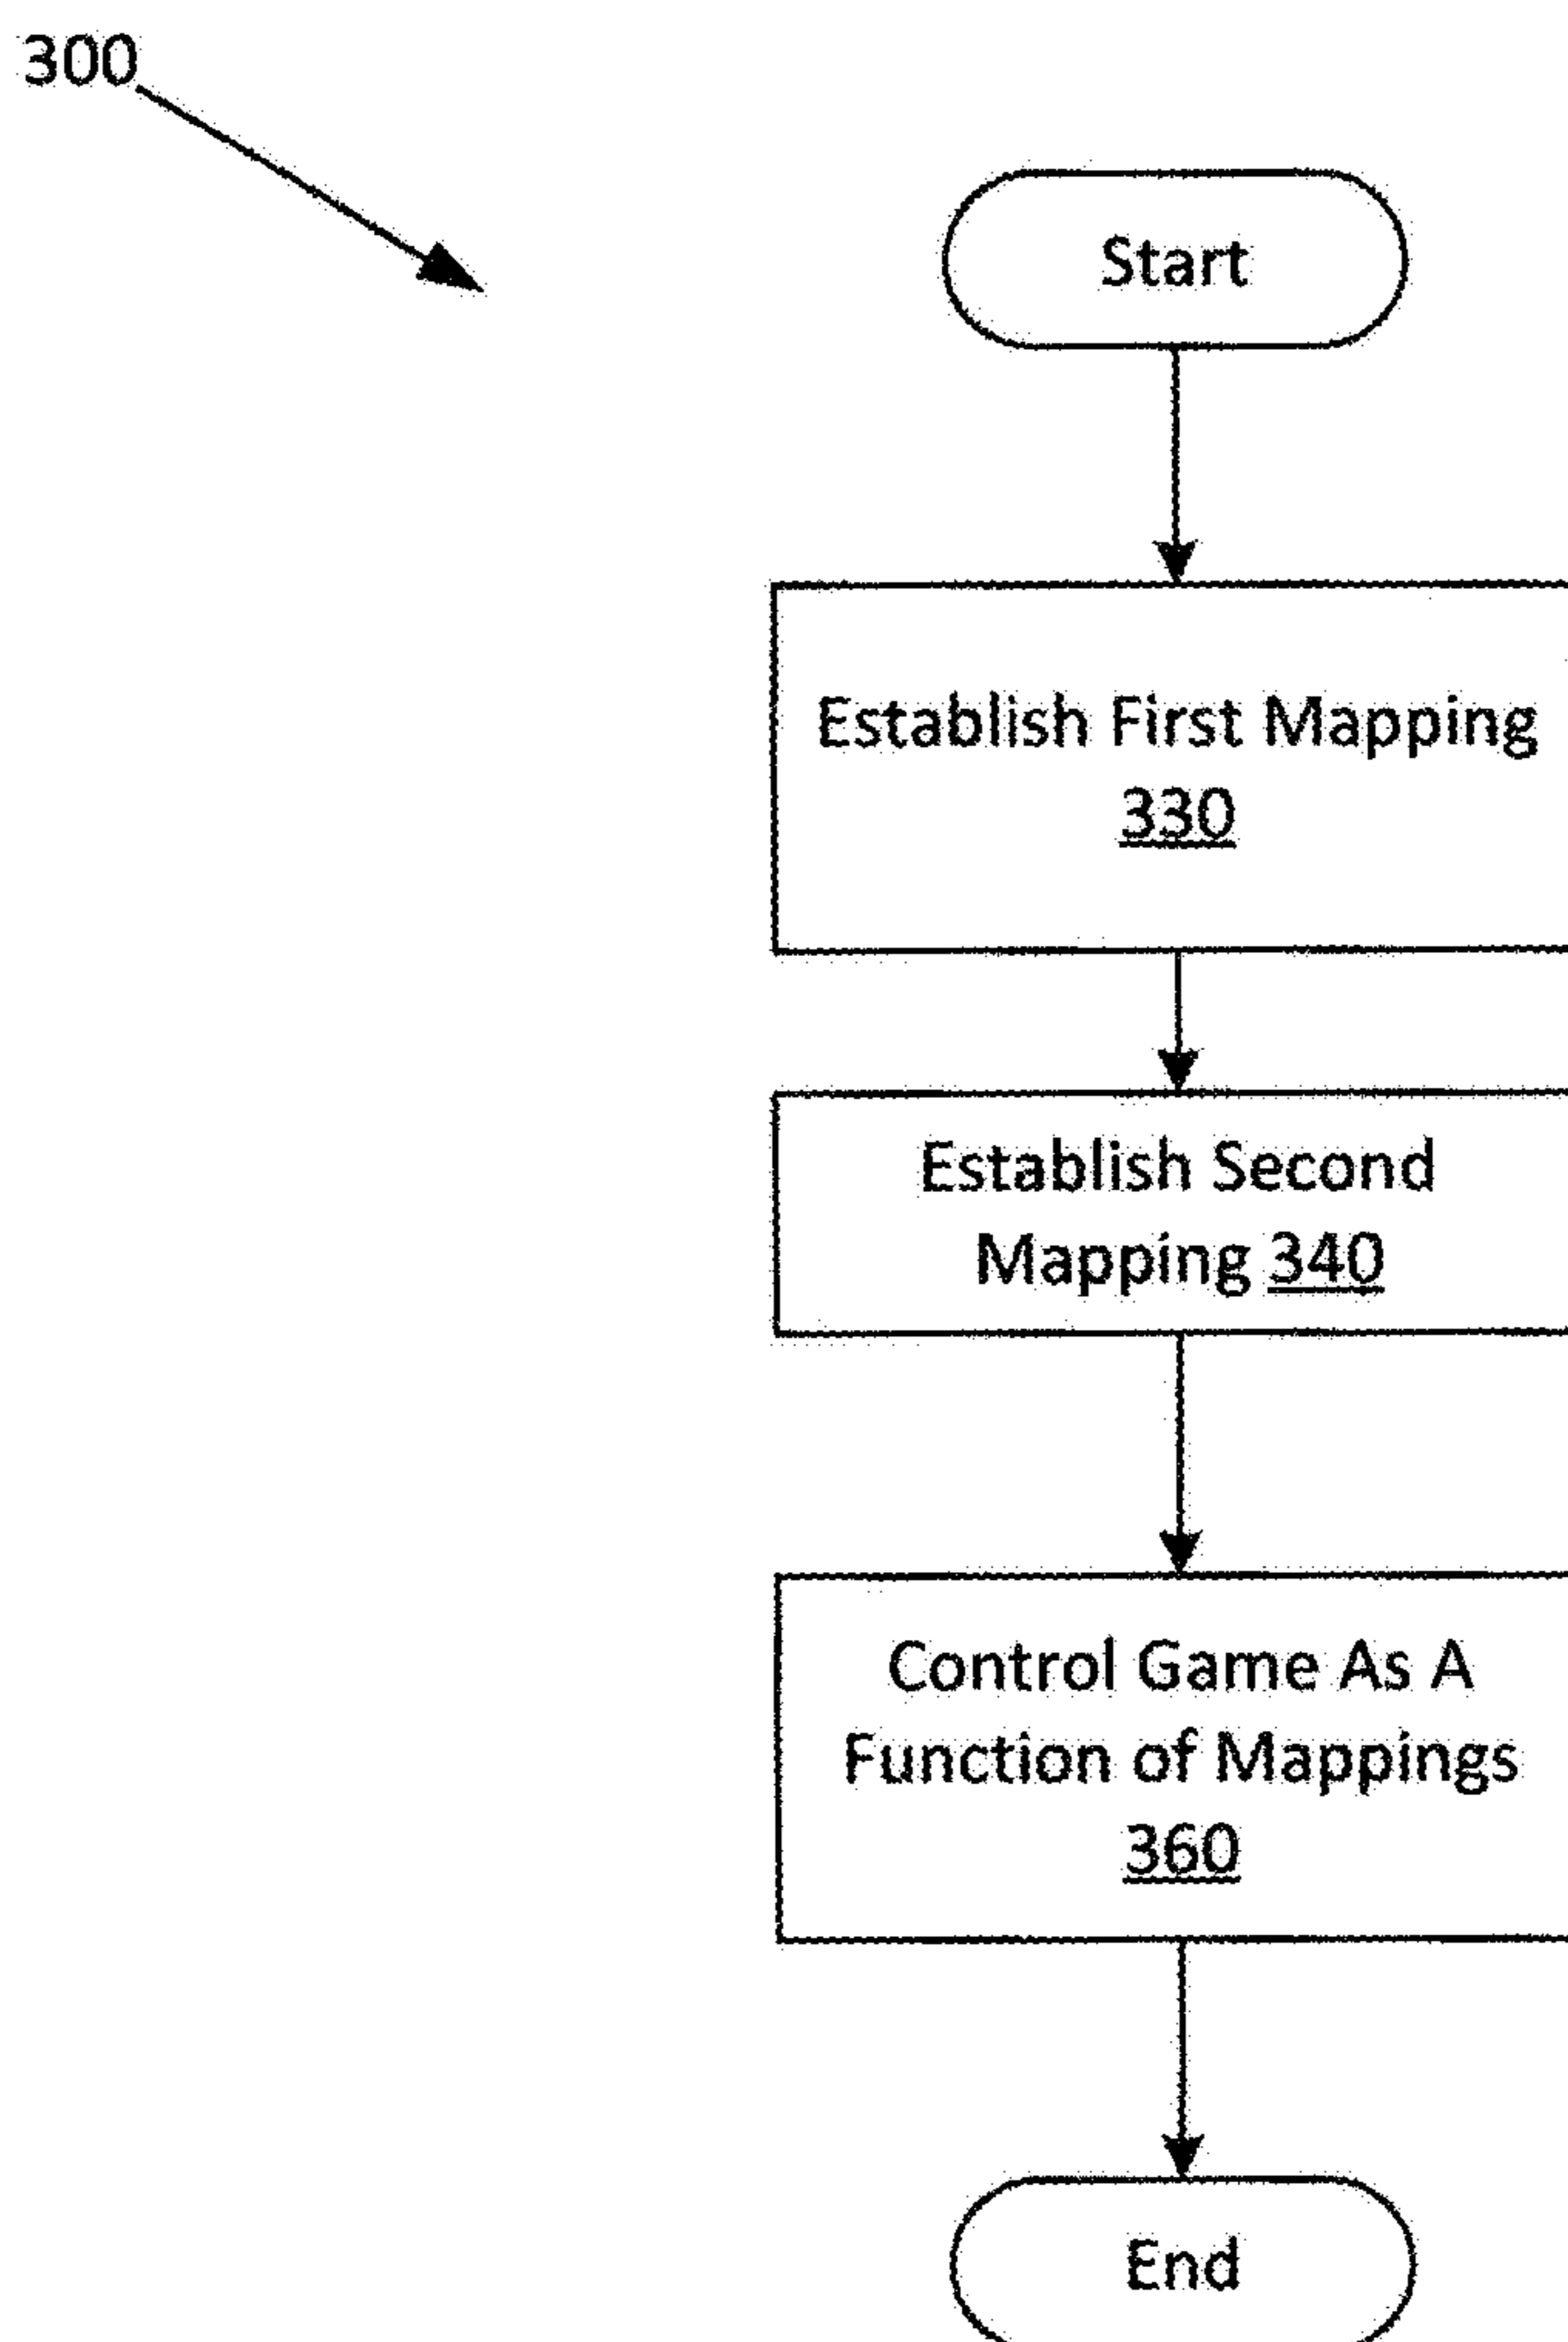 300
Start
Establish First Mapping
330
Establish Second
Mapping 340
Control Game As A
Function of Mappings
360
End